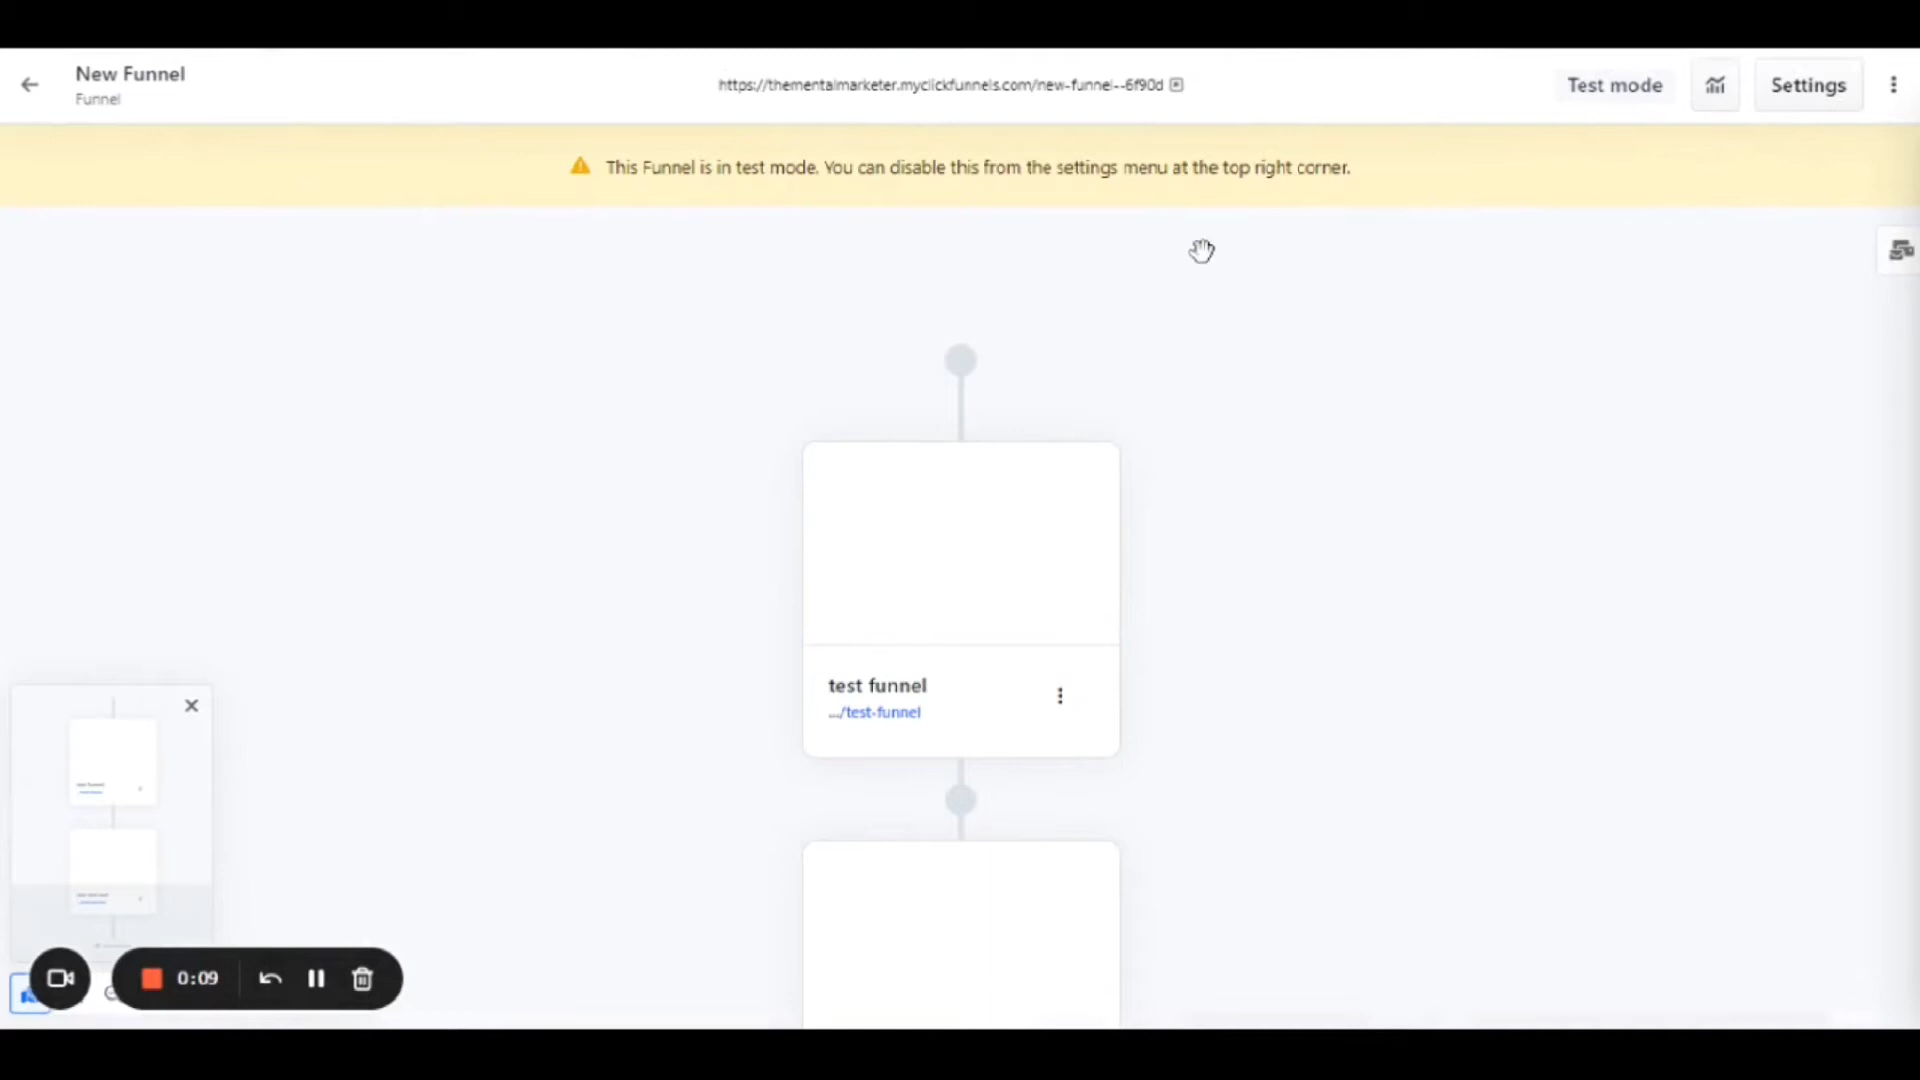 New Funnel
Funnel
https://thementalmarketer.myclickfunnels.com/new-funnel--6f90d
Test mode
Settings
This Funnel is in test mode. You can disable this from the settings menu at the top right corner.
test funnel
.../test-funnel
0:09